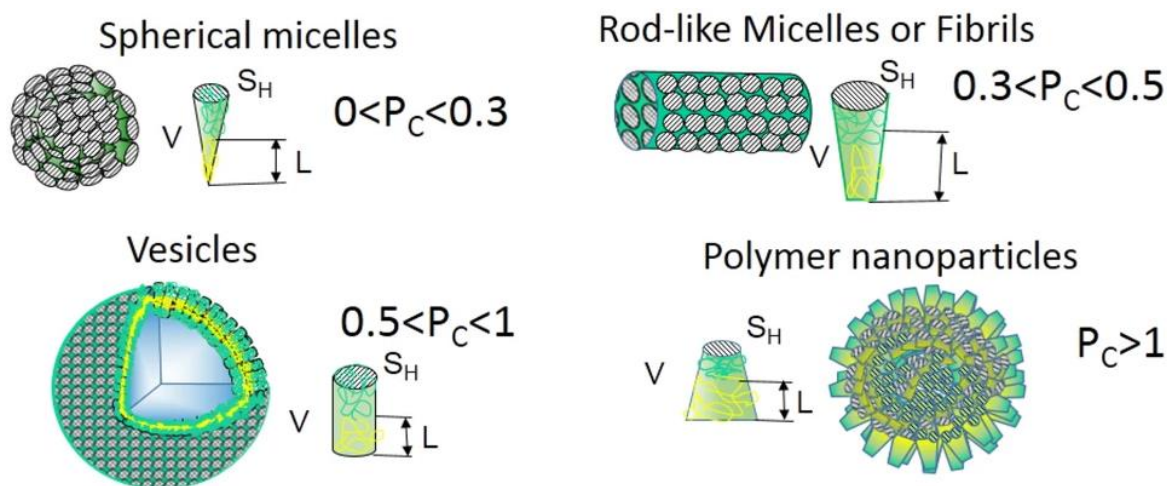 Spherical micelles
S_H
0<P_C<0.3
V
L
Rod-like Micelles or Fibrils
S_H
0.3<P_C<0.5
V
L
Vesicles
0.5<P_C<1
S_H
V
L
Polymer nanoparticles
S_H
V
L
P_C>1